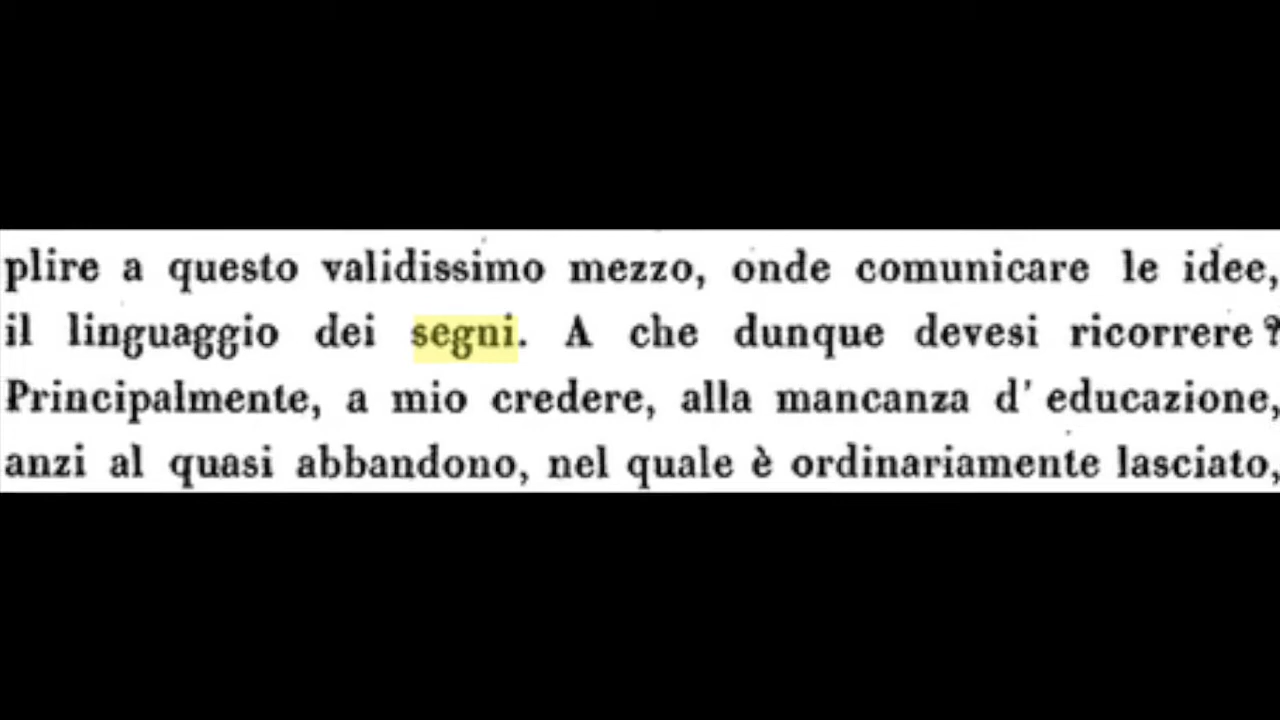 plire a questo validissimo mezzo, onde comunicare le idee,
il linguaggio dei segni. A che dunque devesi ricorrere?
Principalmente, a mio credere, alla mancanza d' educazione,
anzi al quasi abbandono, nel quale è ordinariamente lasciato,